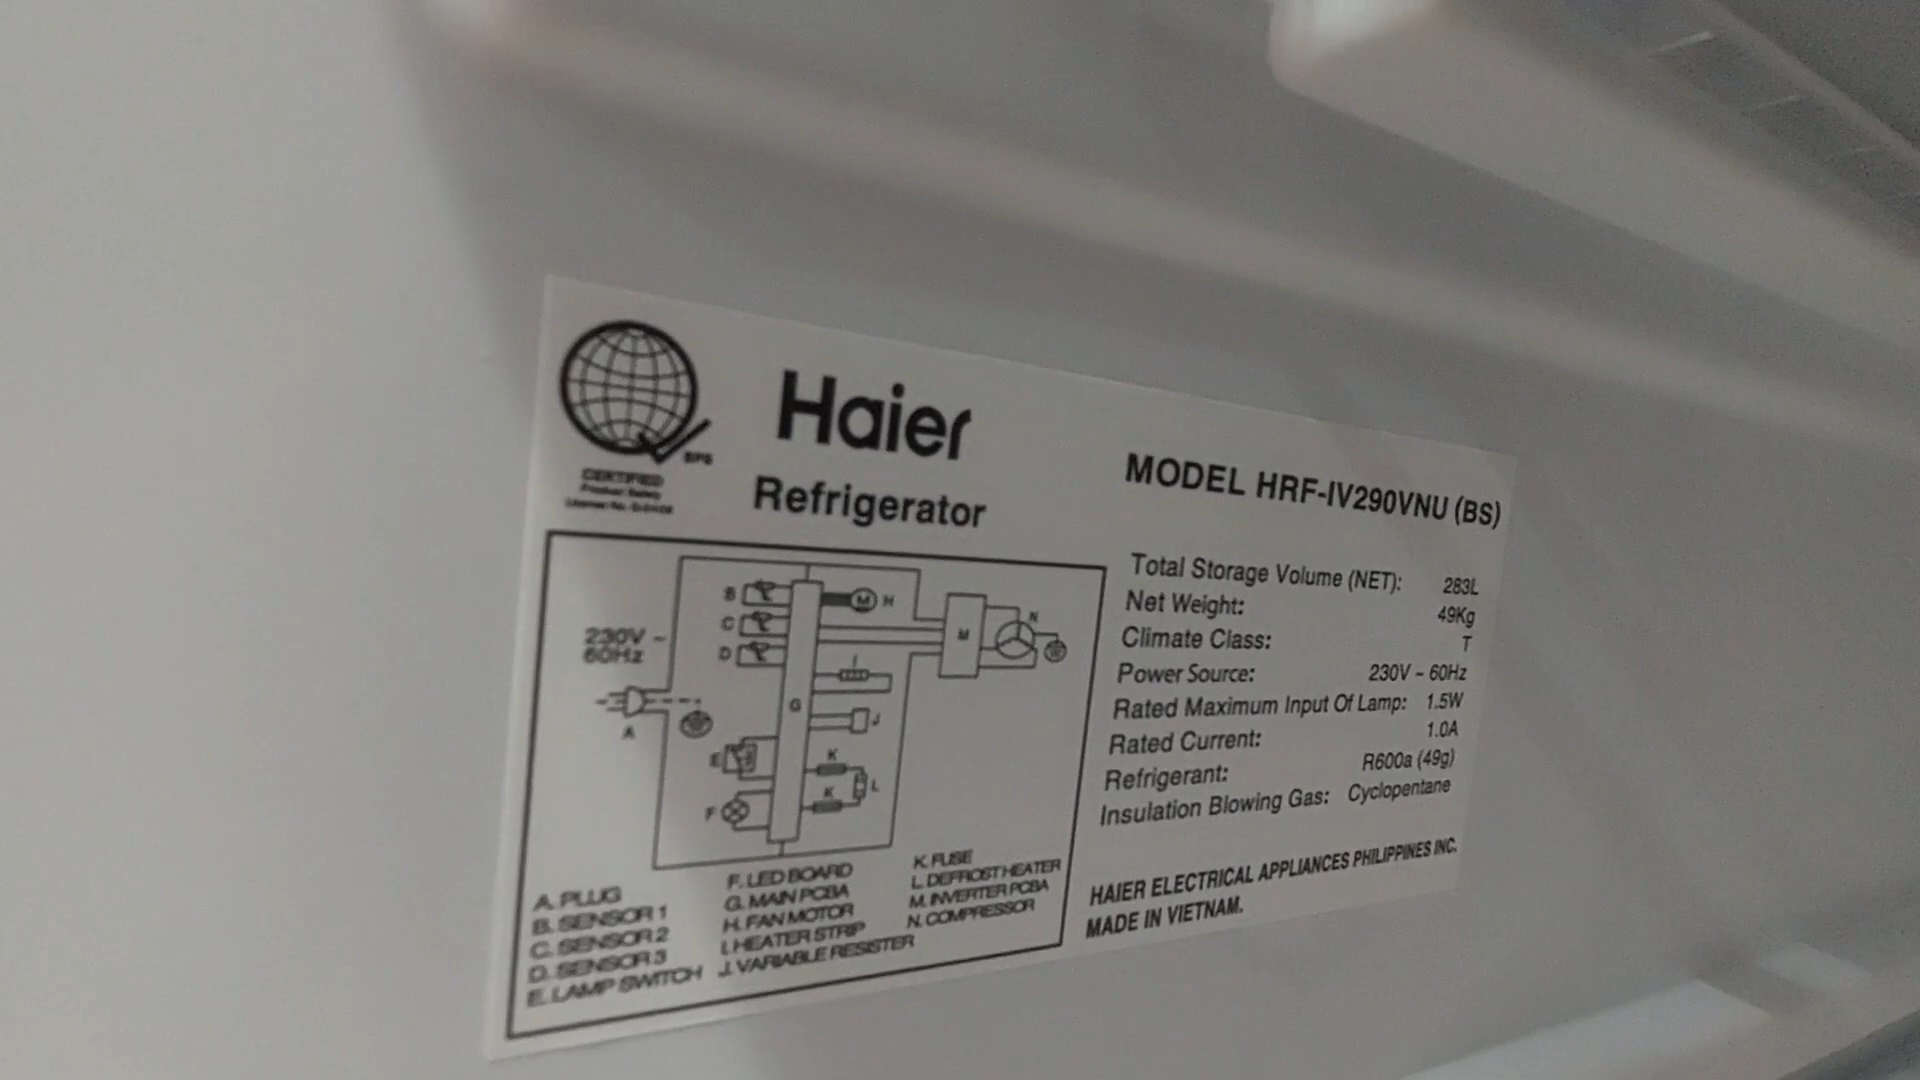 BPS
CERTIFIED
Product Safety
Haier
Refrigerator
MODEL HRF-IV290VNU (BS)
Total Storage Volume (NET): 283L
Net Weight: 49Kg
Climate Class: T
Power Source: 230V ~ 60Hz
Rated Maximum Input Of Lamp: 1.5W
Rated Current: 1.0A
Refrigerant: R600a (49g)
Insulation Blowing Gas: Cyclopentane
HAIER ELECTRICAL APPLIANCES PHILIPPINES INC.
MADE IN VIETNAM.
230V ~
60Hz
A
B
C
D
E
F
G
M H
I
J
K
K
L
M
N
A. PLUG
B. SENSOR 1
C. SENSOR 2
D. SENSOR 3
E. LAMP SWITCH
F. LED BOARD
G. MAIN PCBA
H. FAN MOTOR
I. HEATER STRIP
J. VARIABLE RESISTER
K. FUSE
L. DEFROST HEATER
M. INVERTER PCBA
N. COMPRESSOR